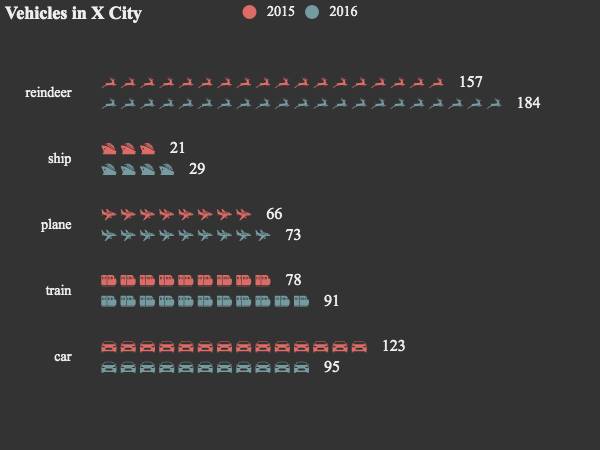 Vehicles in X City
2015 2016
reindeer
157
184
ship
21
29
plane
66
73
train
78
91
car
123
95